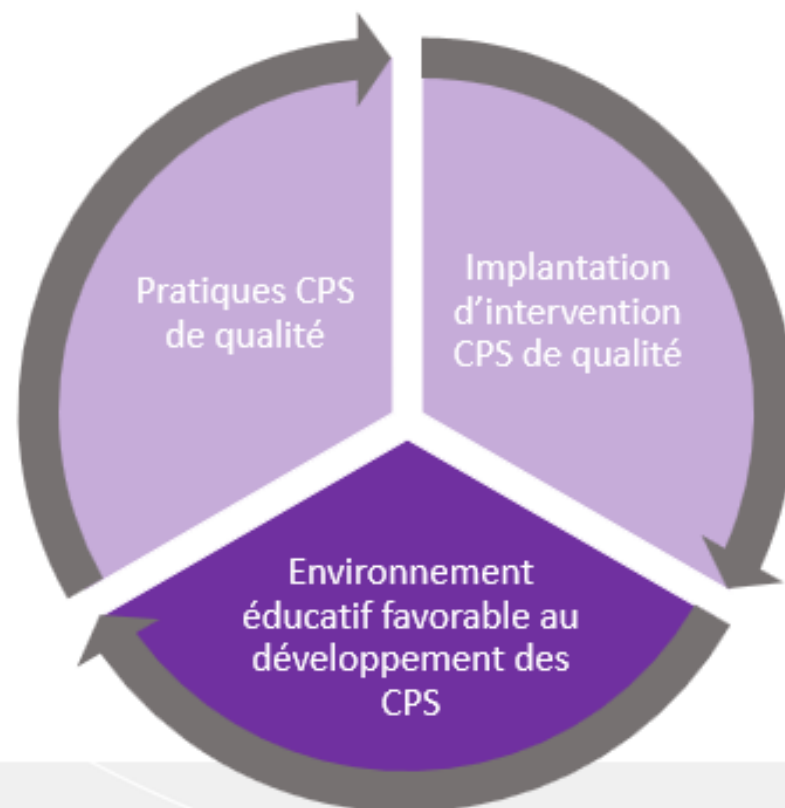 Pratiques CPS
de qualité
Implantation
d’intervention
CPS de qualité
Environnement
éducatif favorable au
développement des
CPS